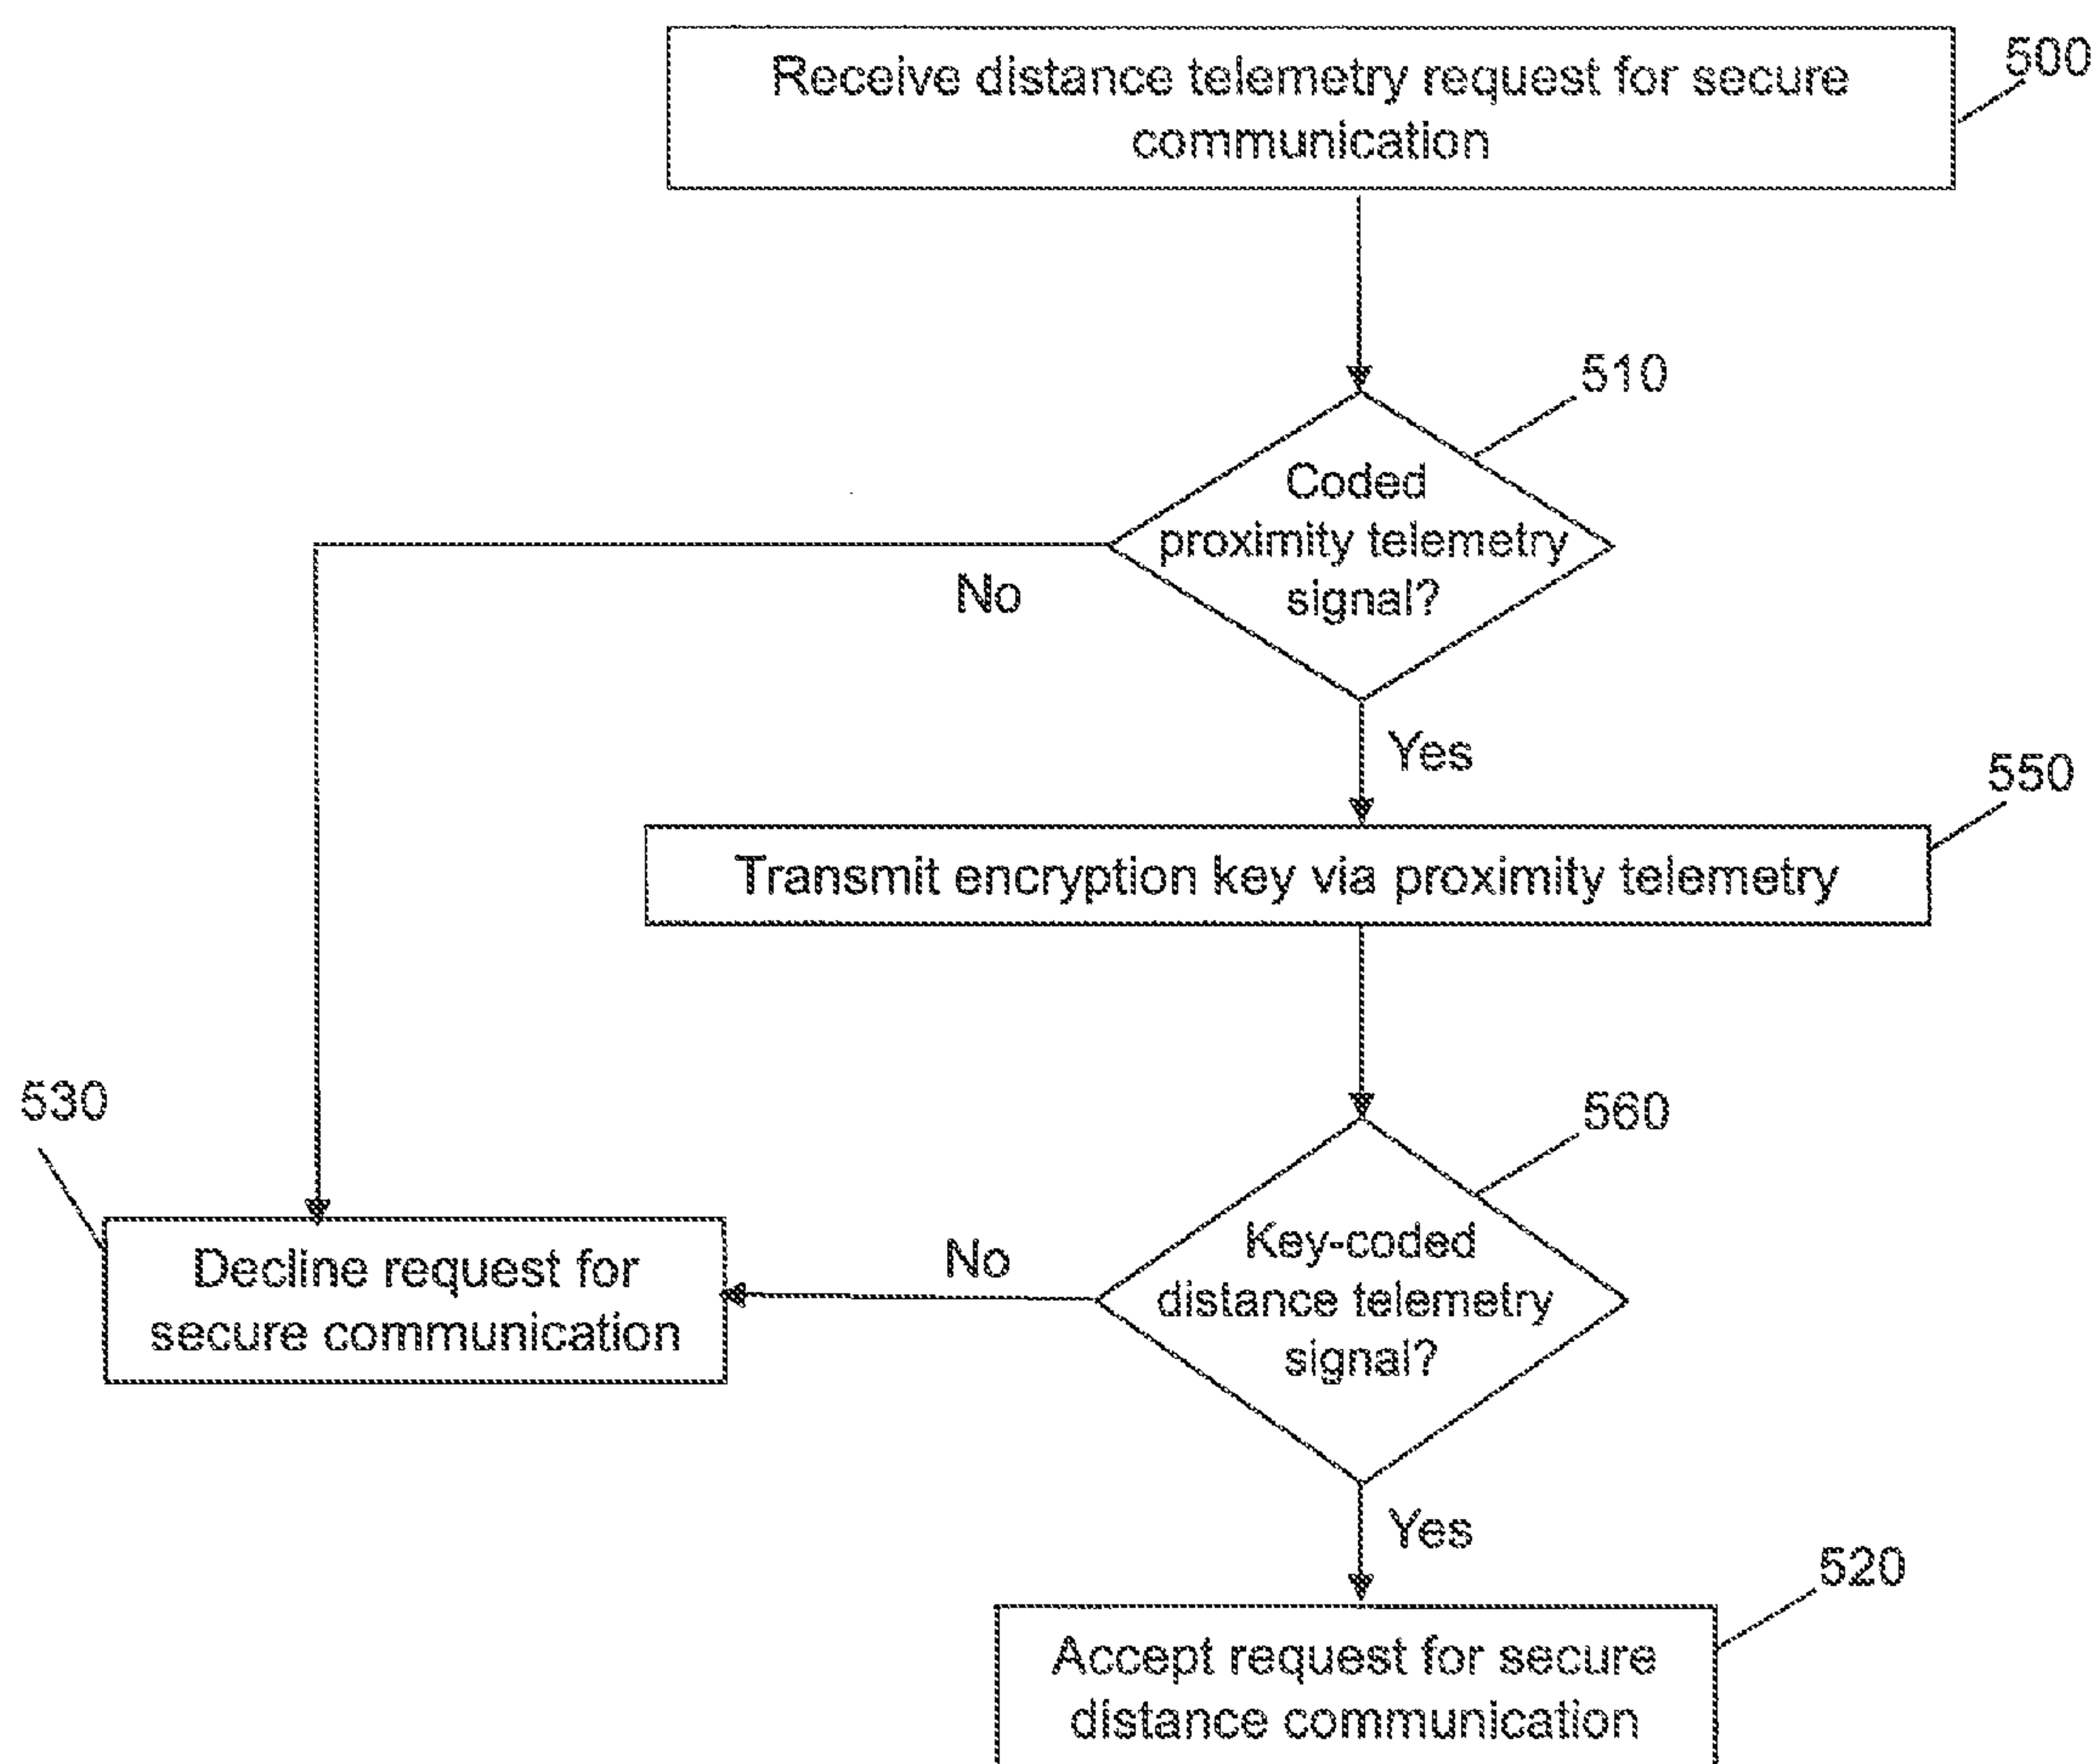 Receive distance telemetry request for secure
communication
500
510
Coded
proximity telemetry
signal?
No
Yes
550
Transmit encryption key via proximity telemetry
530
560
Decline request for
secure communication
No
Key-coded
distance telemetry
signal?
Yes
520
Accept request for secure
distance communication